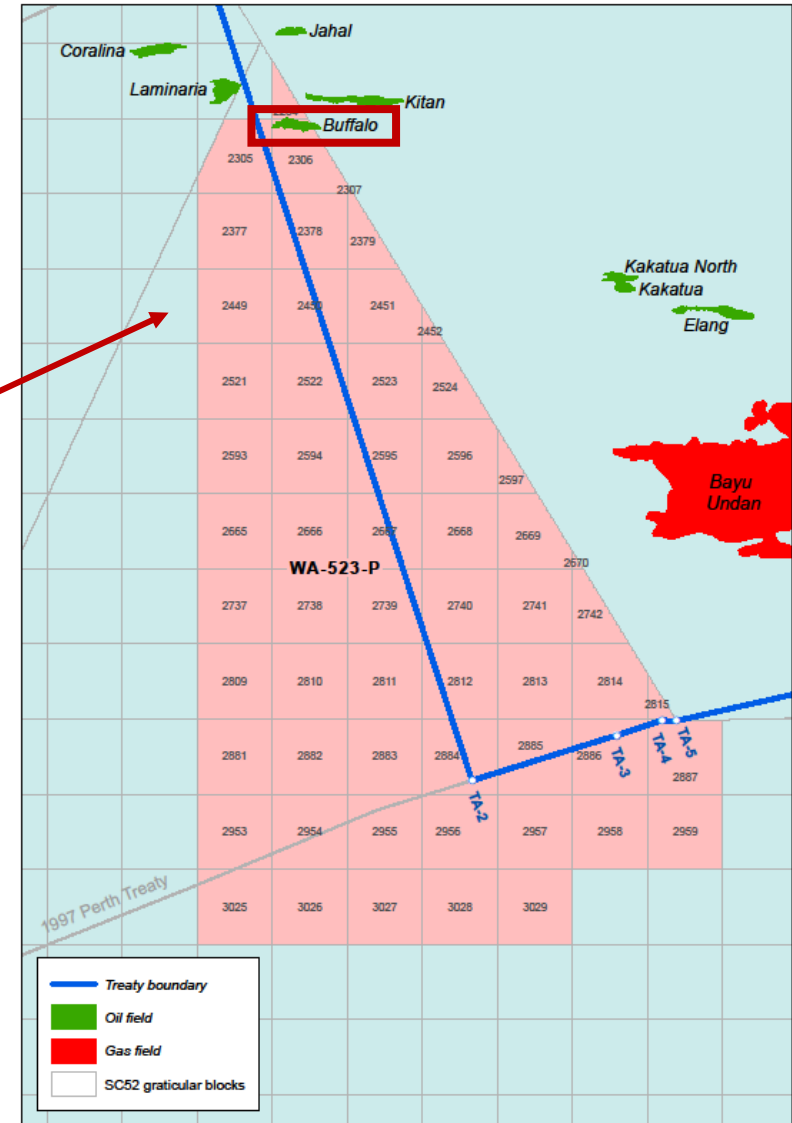 Jahal
Coralina
Laminaria
Kitan
Buffalo
2305
2306
2307
2377
2378
2379
Kakatua North
Kakatua
2449
2450
2451
Elang
2452
2521
2522
2523
2524
2593
2594
2595
2596
2597
Bayu
Undan
2665
2666
2667
2668
2669
2670
WA-523-P
2737
2738
2739
2740
2741
2742
2809
2810
2811
2812
2813
2814
2815
2881
2882
2883
2884
2885
2886
2887
TA-2
TA-3
TA-4
TA-5
2953
2954
2955
2956
2957
2958
2959
1997 Perth Treaty
3025
3026
3027
3028
3029
Treaty boundary
Oil field
Gas field
SC52 graticular blocks